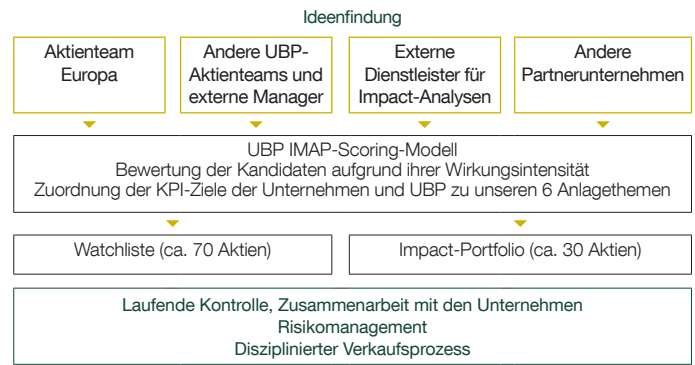 Ideenfindung
Aktienteam
Europa
Andere UBP-
Aktienteams und
externe Manager
Externe
Dienstleister für
Impact-Analysen
Andere
Partnerunternehmen
UBP IMAP-Scoring-Modell
Bewertung der Kandidaten aufgrund ihrer Wirkungsintensität
Zuordnung der KPI-Ziele der Unternehmen und UBP zu unseren 6 Anlagethemen
Watchliste (ca. 70 Aktien)
Impact-Portfolio (ca. 30 Aktien)
Laufende Kontrolle, Zusammenarbeit mit den Unternehmen
Risikomanagement
Disziplinierter Verkaufsprozess